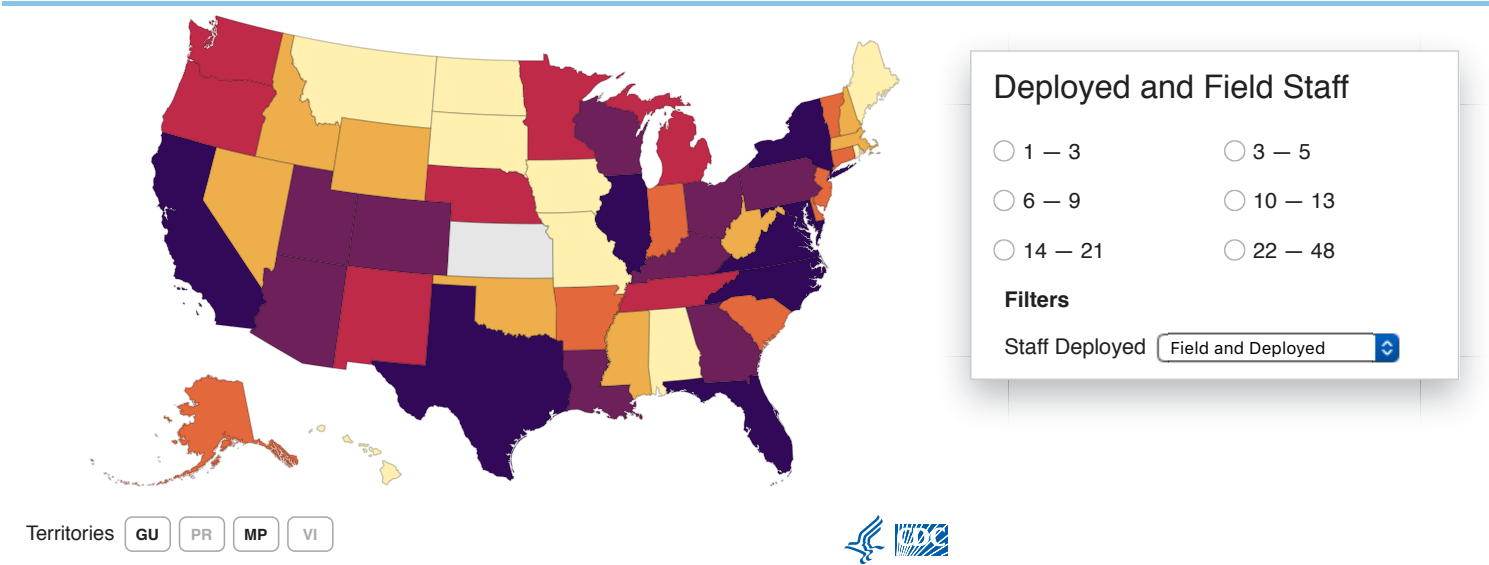 Deployed and Field Staff
1 — 3
3 — 5
6 — 9
10 — 13
14 — 21
22 — 48
Filters
Staff Deployed Field and Deployed
Territories GU PR MP VI
CDC